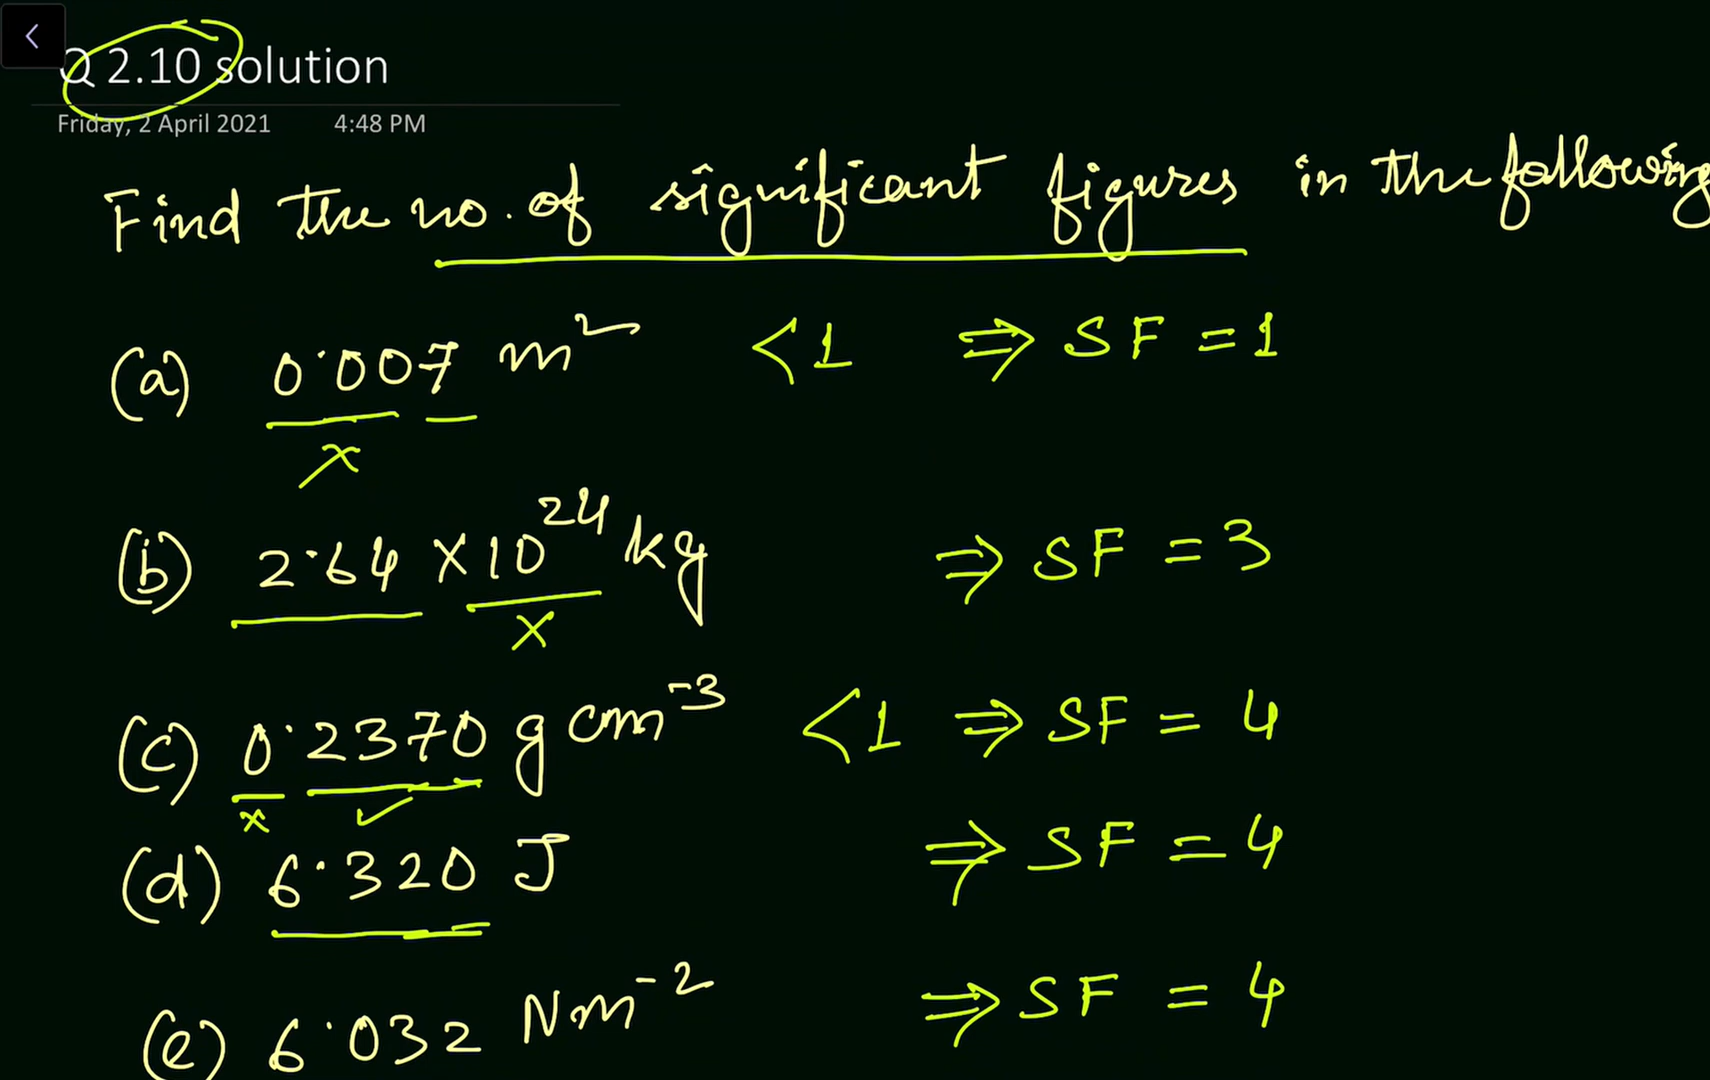 Q 2.10 solution
Friday, 2 April 2021 4:48 PM
Find the no. of significant figures in the following
(a) 0.007 m² <1 ⇒ SF = 1
x
(b) 2.64 × 10²⁴ kg ⇒ SF = 3
x
(c) 0.2370 g cm⁻³ <1 ⇒ SF = 4
x ✓
(d) 6.320 J ⇒ SF = 4
(e) 6.032 Nm⁻² ⇒ SF = 4